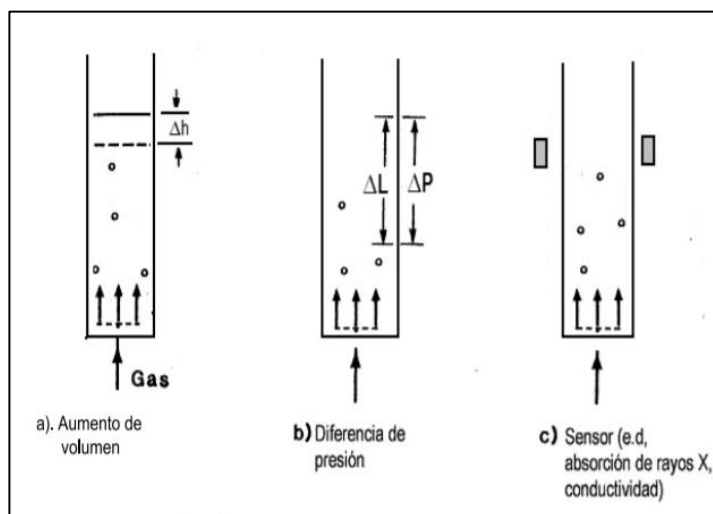 Δh
ΔL
ΔP
Gas
a). Aumento de
volumen
b) Diferencia de
presión
c) Sensor (e.d,
absorción de rayos X,
conductividad)